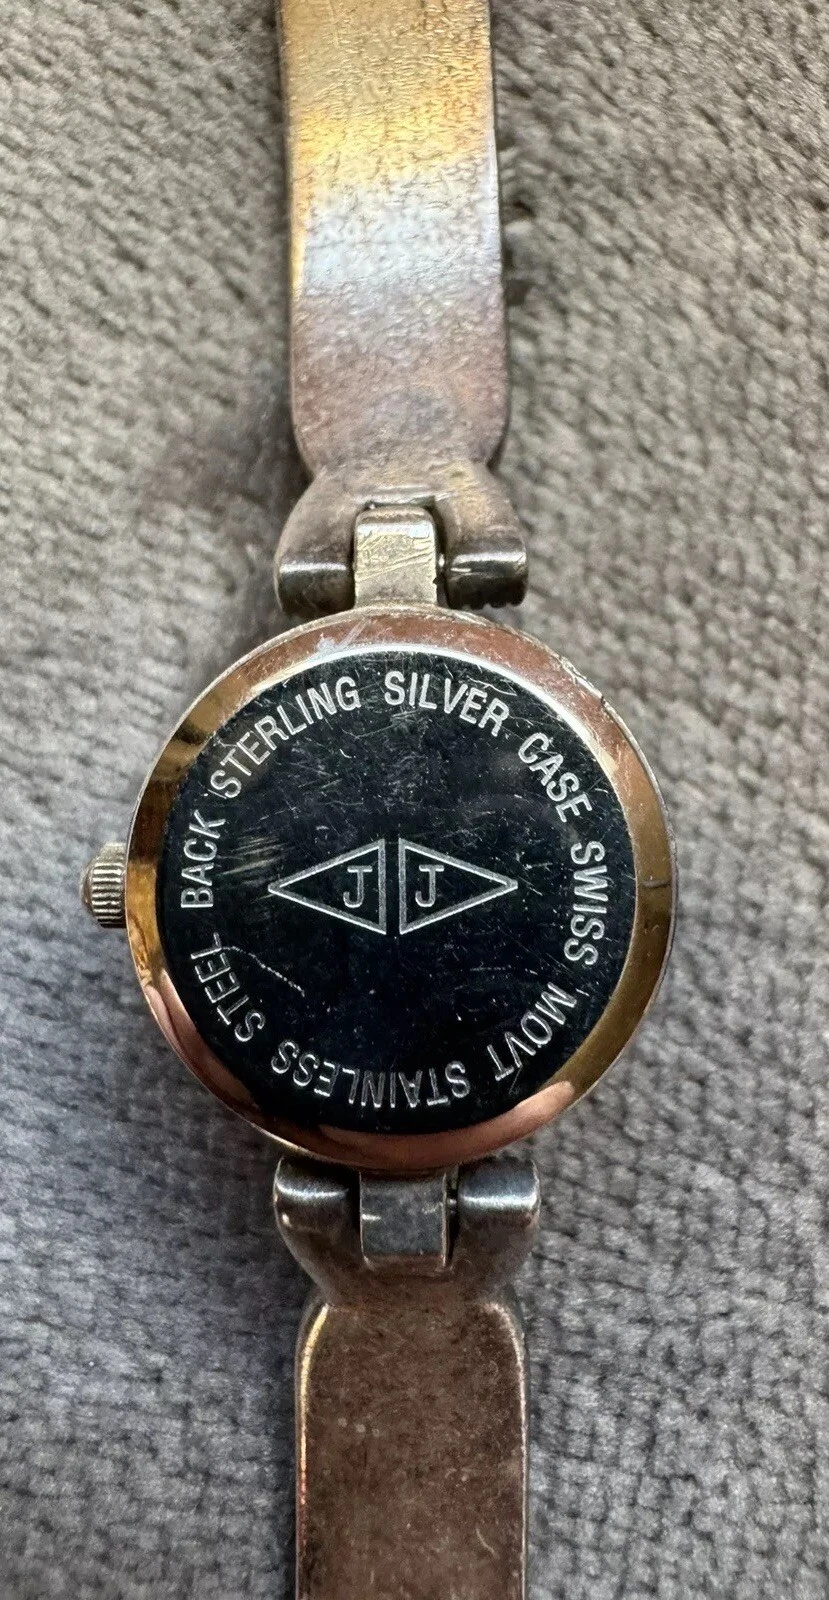 STERLING SILVER CASE SWISS MOVT STAINLESS STEEL BACK
J J